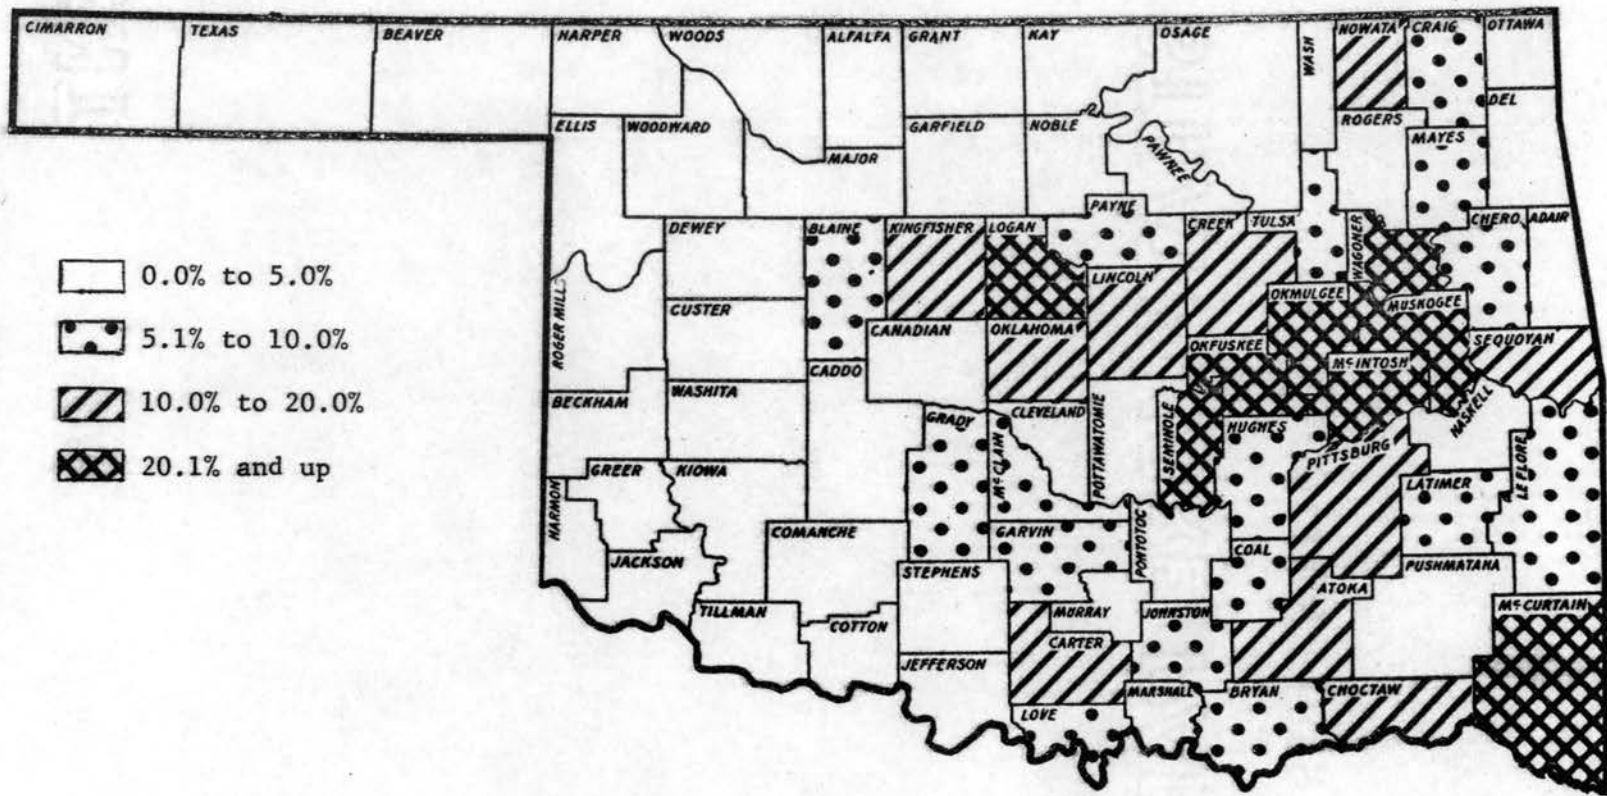 CIMARRON
TEXAS
BEAVER
HARPER
WOODS
ALFALFA
GRANT
KAY
OSAGE
WASH
NOWATA
CRAIG
OTTAWA
DEL
ELLIS
WOODWARD
GARFIELD
NOBLE
ROGERS
MAYES
MAJOR
PAWNEE
PAYNE
DEWEY
BLAINE
KINGFISHER
LOGAN
CREEK
TULSA
WAGONER
CHERO.
ADAIR
0.0% to 5.0%
LINCOLN
ROGER MILLS
CUSTER
OKMULGEE
MUSKOGEE
5.1% to 10.0%
CANADIAN
OKLAHOMA
OKFUSKEE
SEQUOYAH
CADDO
McINTOSH
10.0% to 20.0%
BECKHAM
WASHITA
GRADY
McCLAIN
CLEVELAND
POTTAWATOMIE
SEMINOLE
HUGHES
HASKELL
20.1% and up
GREER
KIOWA
PITTSBURG
LATIMER
LE FLORE
HARMON
COMANCHE
GARVIN
PONTOTOC
COAL
JACKSON
STEPHENS
ATOKA
PUSHMATAHA
TILLMAN
COTTON
MURRAY
JOHNSTON
McCURTAIN
JEFFERSON
CARTER
MARSHALL
BRYAN
CHOCTAW
LOVE